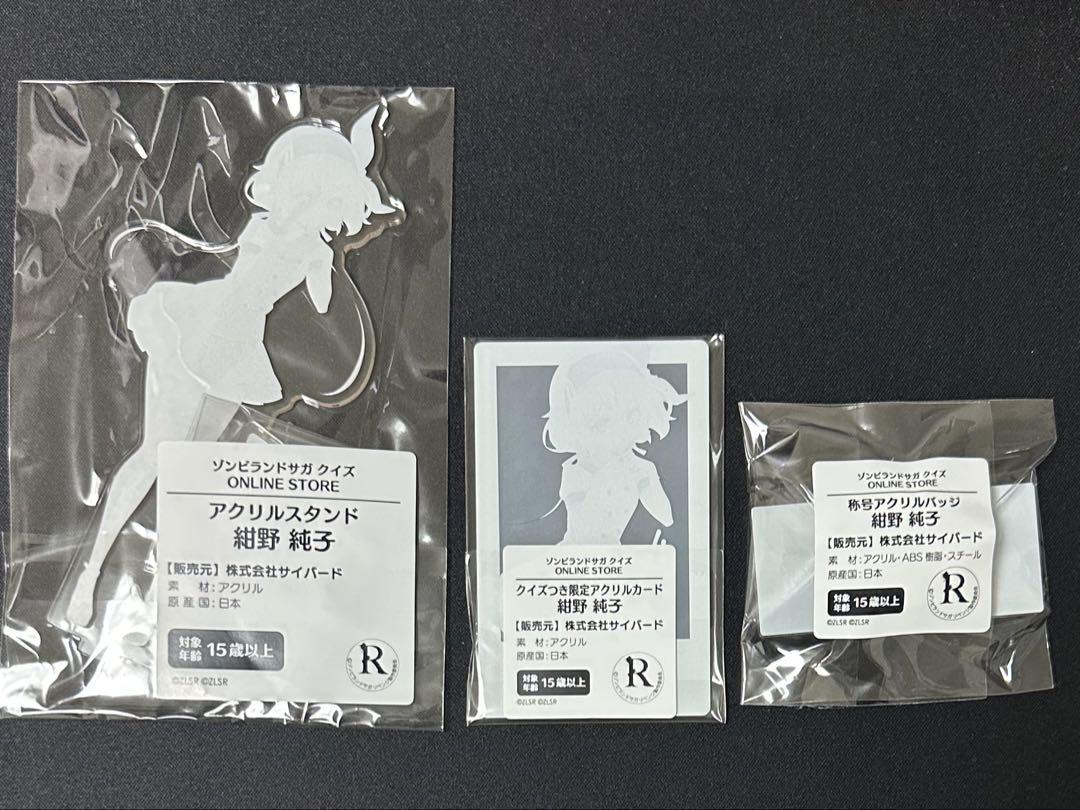 ゾンビランドサガ クイズ
ONLINE STORE
アクリルスタンド
紺野 純子
【販売元】株式会社サイバード
素 材:アクリル
原産国:日本
対象年齢 15歳以上
R
©ZLSR ©ZLSR
ゾンビランドサガ クイズ
ONLINE STORE
クイズつき限定アクリルカード
紺野 純子
【販売元】株式会社サイバード
素 材:アクリル
原産国:日本
対象年齢 15歳以上
R
©ZLSR ©ZLSR
ゾンビランドサガ クイズ
ONLINE STORE
称号アクリルバッジ
紺野 純子
【販売元】株式会社サイバード
素 材:アクリル・ABS樹脂・スチール
原産国:日本
対象年齢 15歳以上
R
©ZLSR ©ZLSR